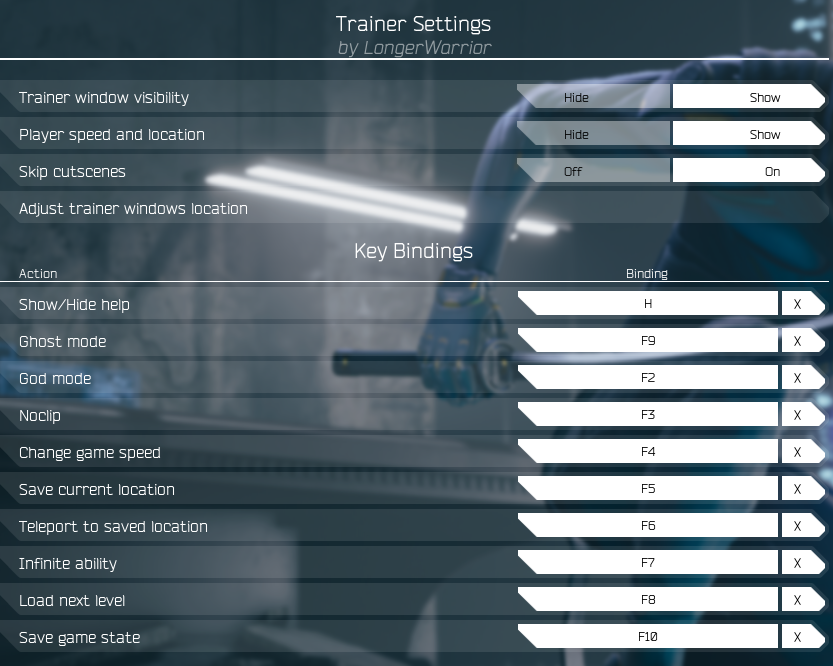 Trainer Settings
by LongerWarrior
Trainer window visibility Hide Show
Player speed and location Hide Show
Skip cutscenes Off On
Adjust trainer windows location
Key Bindings
Action Binding
Show/Hide help H X
Ghost mode F9 X
God mode F2 X
Noclip F3 X
Change game speed F4 X
Save current location F5 X
Teleport to saved location F6 X
Infinite ability F7 X
Load next level F8 X
Save game state F10 X